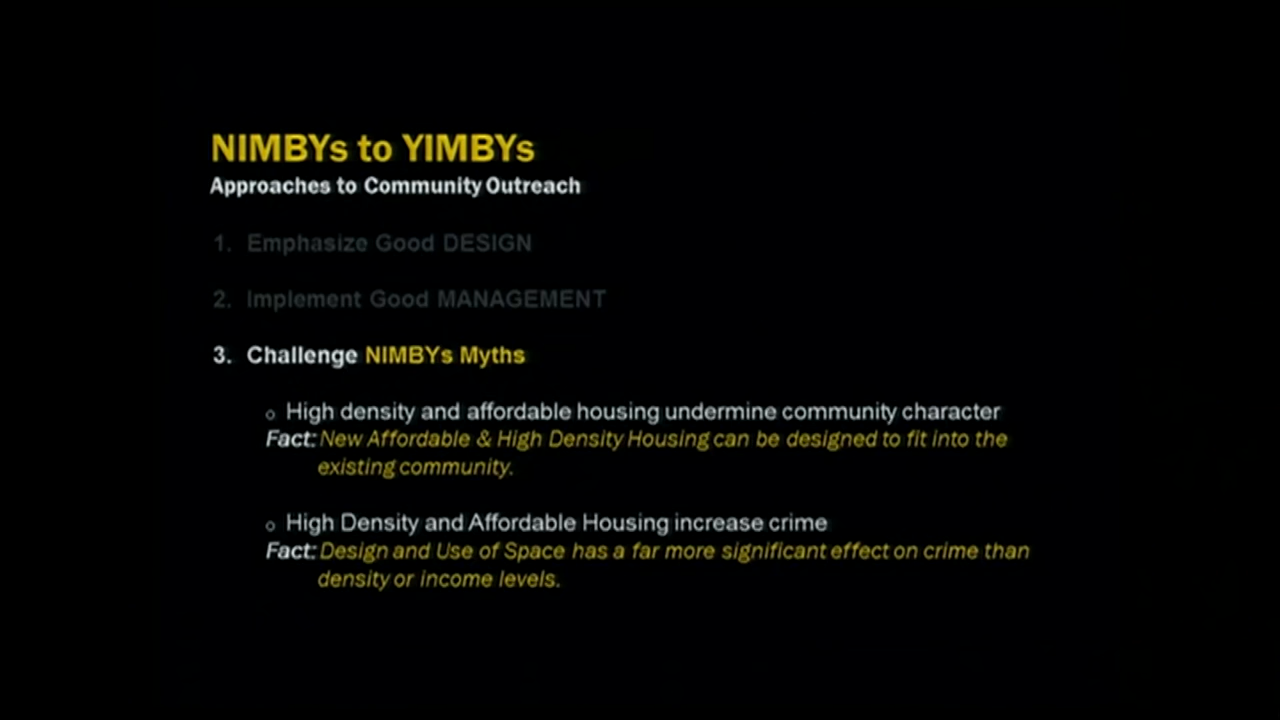 NIMBYs to YIMBYs
Approaches to Community Outreach
1. Emphasize Good DESIGN
2. Implement Good MANAGEMENT
3. Challenge NIMBYs Myths
o High density and affordable housing undermine community character
Fact: New Affordable & High Density Housing can be designed to fit into the
existing community.
o High Density and Affordable Housing increase crime
Fact: Design and Use of Space has a far more significant effect on crime than
density or income levels.